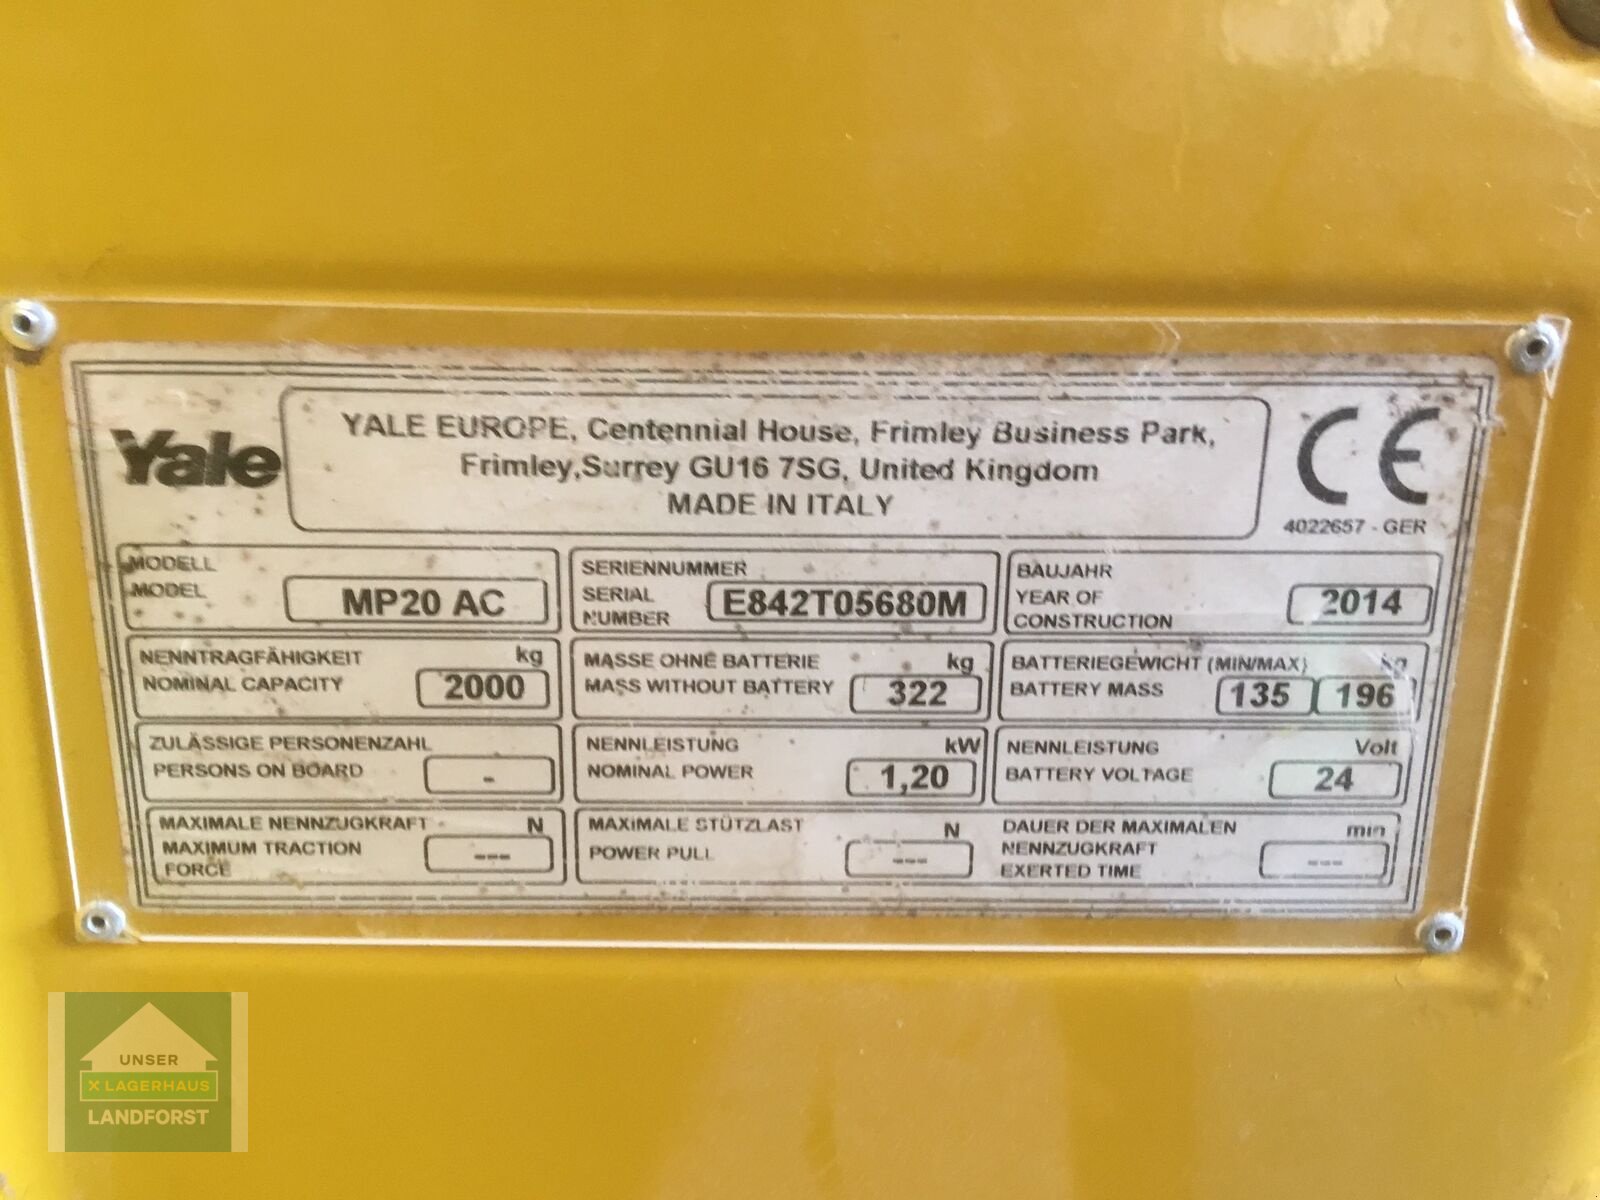 Yale
YALE EUROPE, Centennial House, Frimley Business Park,
Frimley,Surrey GU16 7SG, United Kingdom
MADE IN ITALY
CE
4022657 - GER
MODELL
MODEL MP20 AC
SERIENNUMMER
SERIAL
NUMBER E842T05680M
BAUJAHR
YEAR OF
CONSTRUCTION 2014
NENNTRAGFÄHIGKEIT kg
NOMINAL CAPACITY 2000
MASSE OHNE BATTERIE kg
MASS WITHOUT BATTERY 322
BATTERIEGEWICHT (MIN/MAX) kg
BATTERY MASS 135 196
ZULÄSSIGE PERSONENZAHL
PERSONS ON BOARD -
NENNLEISTUNG kW
NOMINAL POWER 1,20
NENNLEISTUNG Volt
BATTERY VOLTAGE 24
MAXIMALE NENNZUGKRAFT N
MAXIMUM TRACTION ---
FORCE
MAXIMALE STÜTZLAST N
POWER PULL ---
DAUER DER MAXIMALEN min
NENNZUGKRAFT ---
EXERTED TIME
UNSER
X LAGERHAUS
LANDFORST